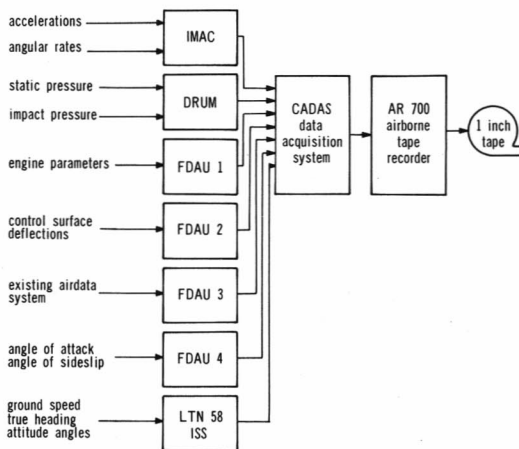 accelerations
angular rates
IMAC
static pressure
impact pressure
DRUM
engine parameters
FDAU 1
control surface
deflections
FDAU 2
existing airdata
system
FDAU 3
angle of attack
angle of sideslip
FDAU 4
ground speed
true heading
attitude angles
LTN 58
ISS
CADAS
data
acquisition
system
AR 700
airborne
tape
recorder
1 inch
tape